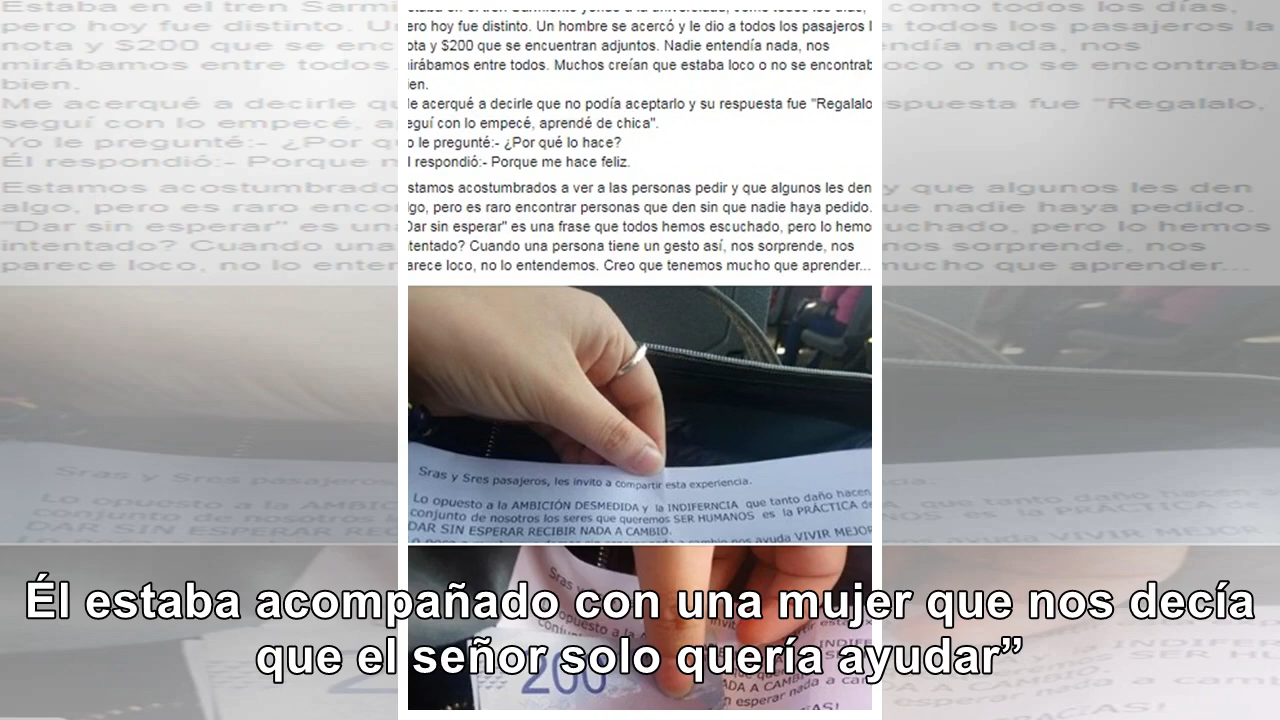 ero hoy fue distinto. Un hombre se acercó y le dio a todos los pasajeros l
ota y $200 que se encuentran adjuntos. Nadie entendía nada, nos
irábamos entre todos. Muchos creían que estaba loco o no se encontrab
ien.
e acerqué a decirle que no podía aceptarlo y su respuesta fue "Regalalo
eguí con lo empecé, aprendé de chica".
o le pregunté:- ¿Por qué lo hace?
l respondió:- Porque me hace feliz.
stamos acostumbrados a ver a las personas pedir y que algunos les den
lgo, pero es raro encontrar personas que den sin que nadie haya pedido.
Dar sin esperar" es una frase que todos hemos escuchado, pero lo hemo
ntentado? Cuando una persona tiene un gesto así, nos sorprende, nos
arece loco, no lo entendemos. Creo que tenemos mucho que aprender...
Sras y Sres pasajeros, les invito a compartir esta experiencia.
Lo opuesto a la AMBICIÓN DESMEDIDA y la INDIFERNCIA que tanto daño hacen
conjunto de nosotros los seres que queremos SER HUMANOS es la PRÁCTICA de
DAR SIN ESPERAR RECIBIR NADA A CAMBIO.
nos ayuda VIVIR MEJOR
Sras
200
Él estaba acompañado con una mujer que nos decía
que el señor solo quería ayudar”